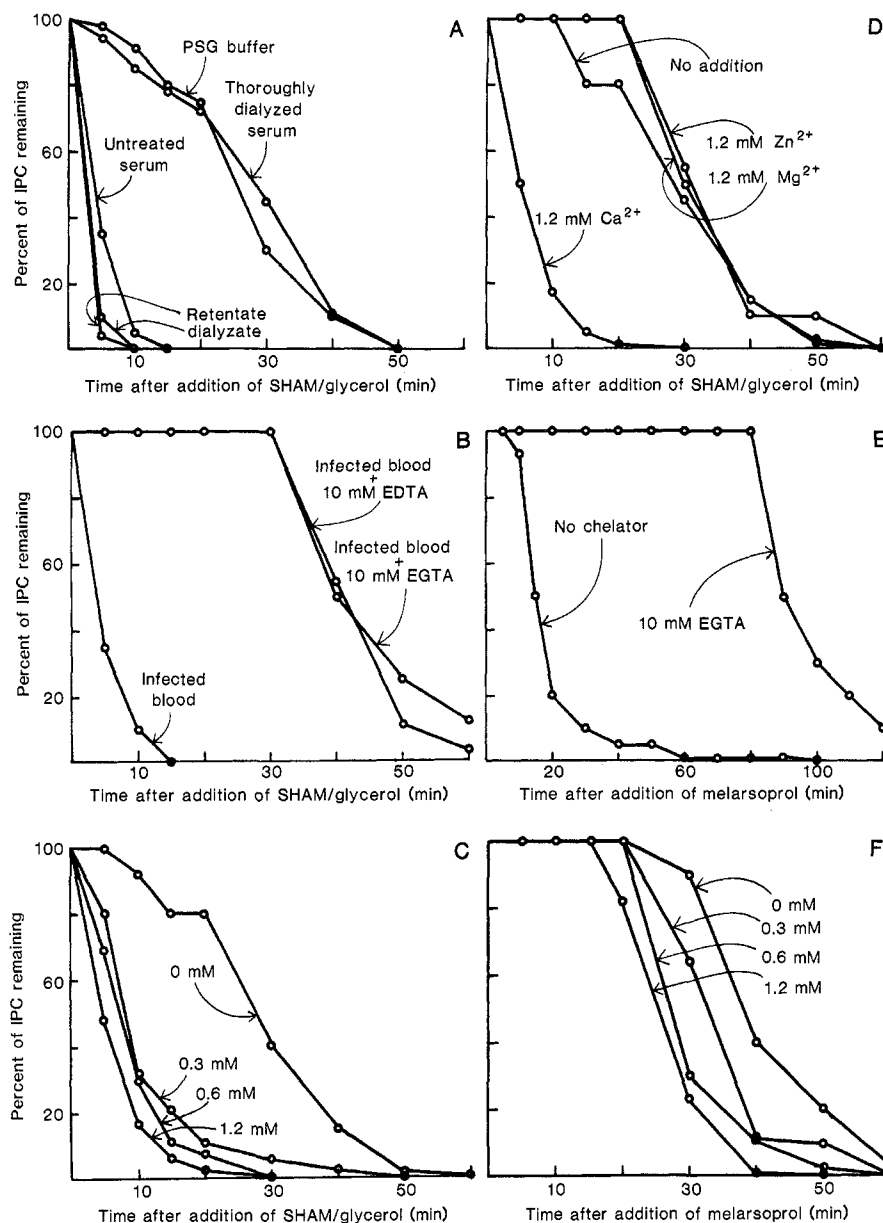 A
100
60
20
Percent of IPC remaining
PSG buffer
Thoroughly
dialyzed
serum
Untreated
serum
Retentate
dialyzate
10
30
50
Time after addition of SHAM/glycerol (min)
D
No addition
1.2 mM Zn2+
1.2 mM Mg2+
1.2 mM Ca2+
10
30
50
Time after addition of SHAM/glycerol (min)
B
100
60
20
Percent of IPC remaining
Infected blood
+
10 mM EDTA
Infected blood
+
10 mM EGTA
Infected
blood
10
30
50
Time after addition of SHAM/glycerol (min)
E
No chelator
10 mM EGTA
20
60
100
Time after addition of melarsoprol (min)
C
100
60
20
Percent of IPC remaining
0 mM
0.3 mM
0.6 mM
1.2 mM
10
30
50
Time after addition of SHAM/glycerol (min)
F
0 mM
0.3 mM
0.6 mM
1.2 mM
10
30
50
Time after addition of melarsoprol (min)